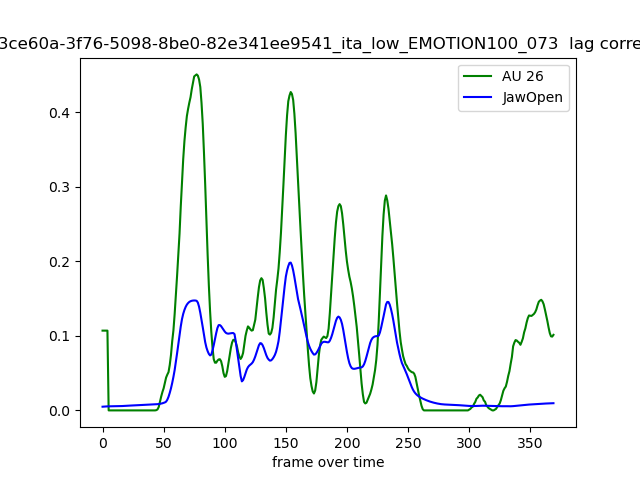 3ce60a-3f76-5098-8be0-82e341ee9541_ita_low_EMOTION100_073 lag corre
AU 26
JawOpen
0.4
0.3
0.2
0.1
0.0
0 50 100 150 200 250 300 350
frame over time